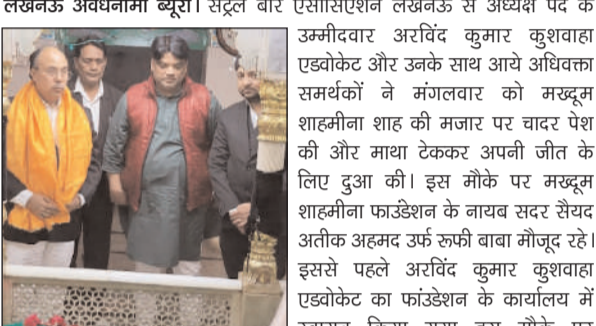 लखनऊ अवधनामा ब्यूरो। सेंट्रल बार एसोसिएशन लखनऊ से अध्यक्ष पद के
उम्मीदवार अरविंद कुमार कुशवाहा
एडवोकेट और उनके साथ आये अधिवक्ता
समर्थकों ने मंगलवार को मख्दूम
शाहमीना शाह की मजार पर चादर पेश
की और माथा टेककर अपनी जीत के
लिए दुआ की। इस मौके पर मख्दूम
शाहमीना फाउंडेशन के नायब सदर सैयद
अतीक अहमद उर्फ रूफी बाबा मौजूद रहे।
इससे पहले अरविंद कुमार कुशवाहा
एडवोकेट का फांउडेशन के कार्यालय में